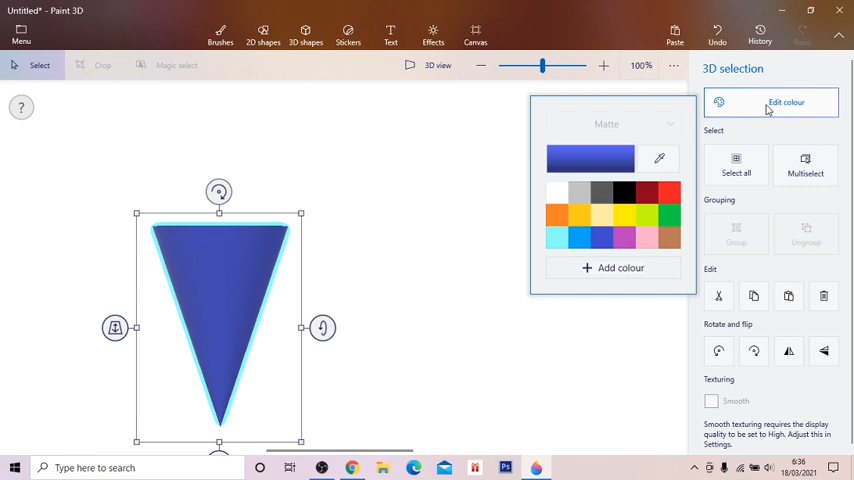 Untitled* - Paint 3D
Menu
Brushes
2D shapes
3D shapes
Stickers
Text
Effects
Canvas
Paste
Undo
History
Redo
Select
Crop
Magic select
3D view
100%
3D selection
?
Edit colour
Matte
Select
Select all
Multiselect
Grouping
Group
Ungroup
Add colour
Edit
Rotate and flip
Texturing
Smooth
Smooth texturing requires the display
quality to be set to High. Adjust this in
Settings.
Type here to search
Ps
6:36
18/03/2021